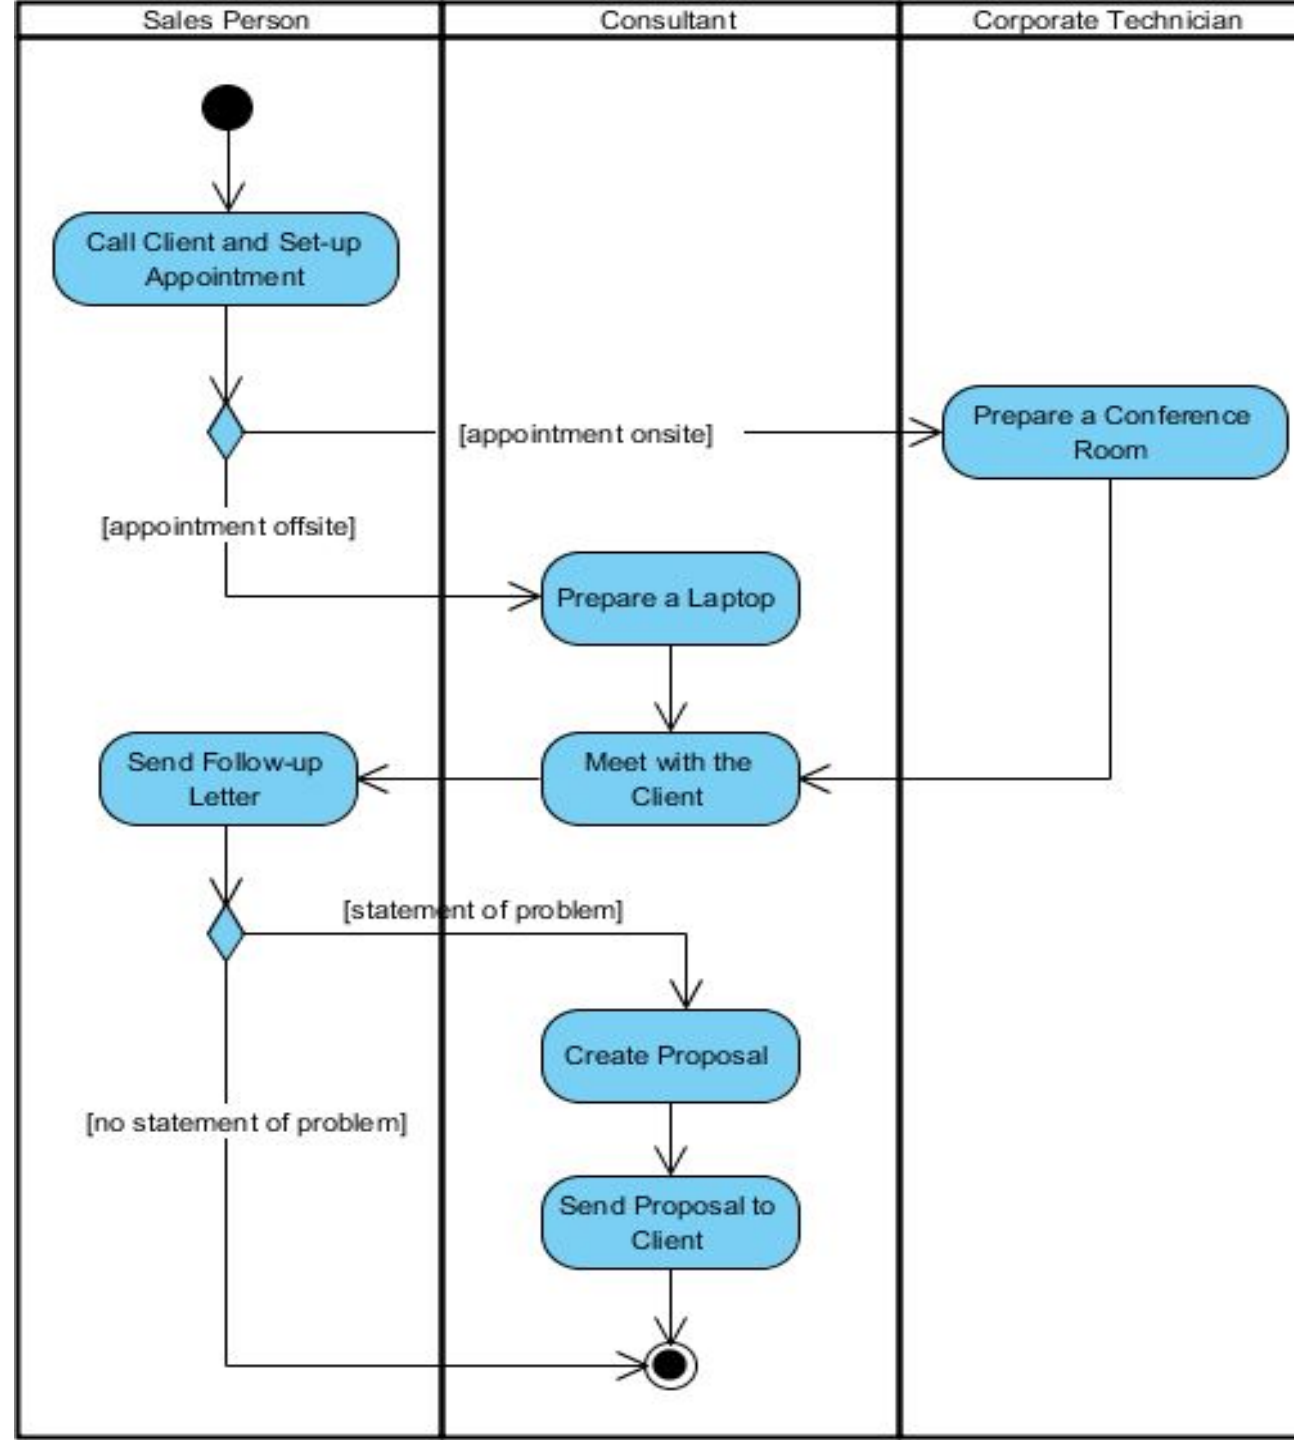 Sales Person
Consultant
Corporate Technician
Call Client and Set-up
Appointment
[appointment onsite]
Prepare a Conference
Room
[appointment offsite]
Prepare a Laptop
Send Follow-up
Letter
Meet with the
Client
[statement of problem]
Create Proposal
[no statement of problem]
Send Proposal to
Client